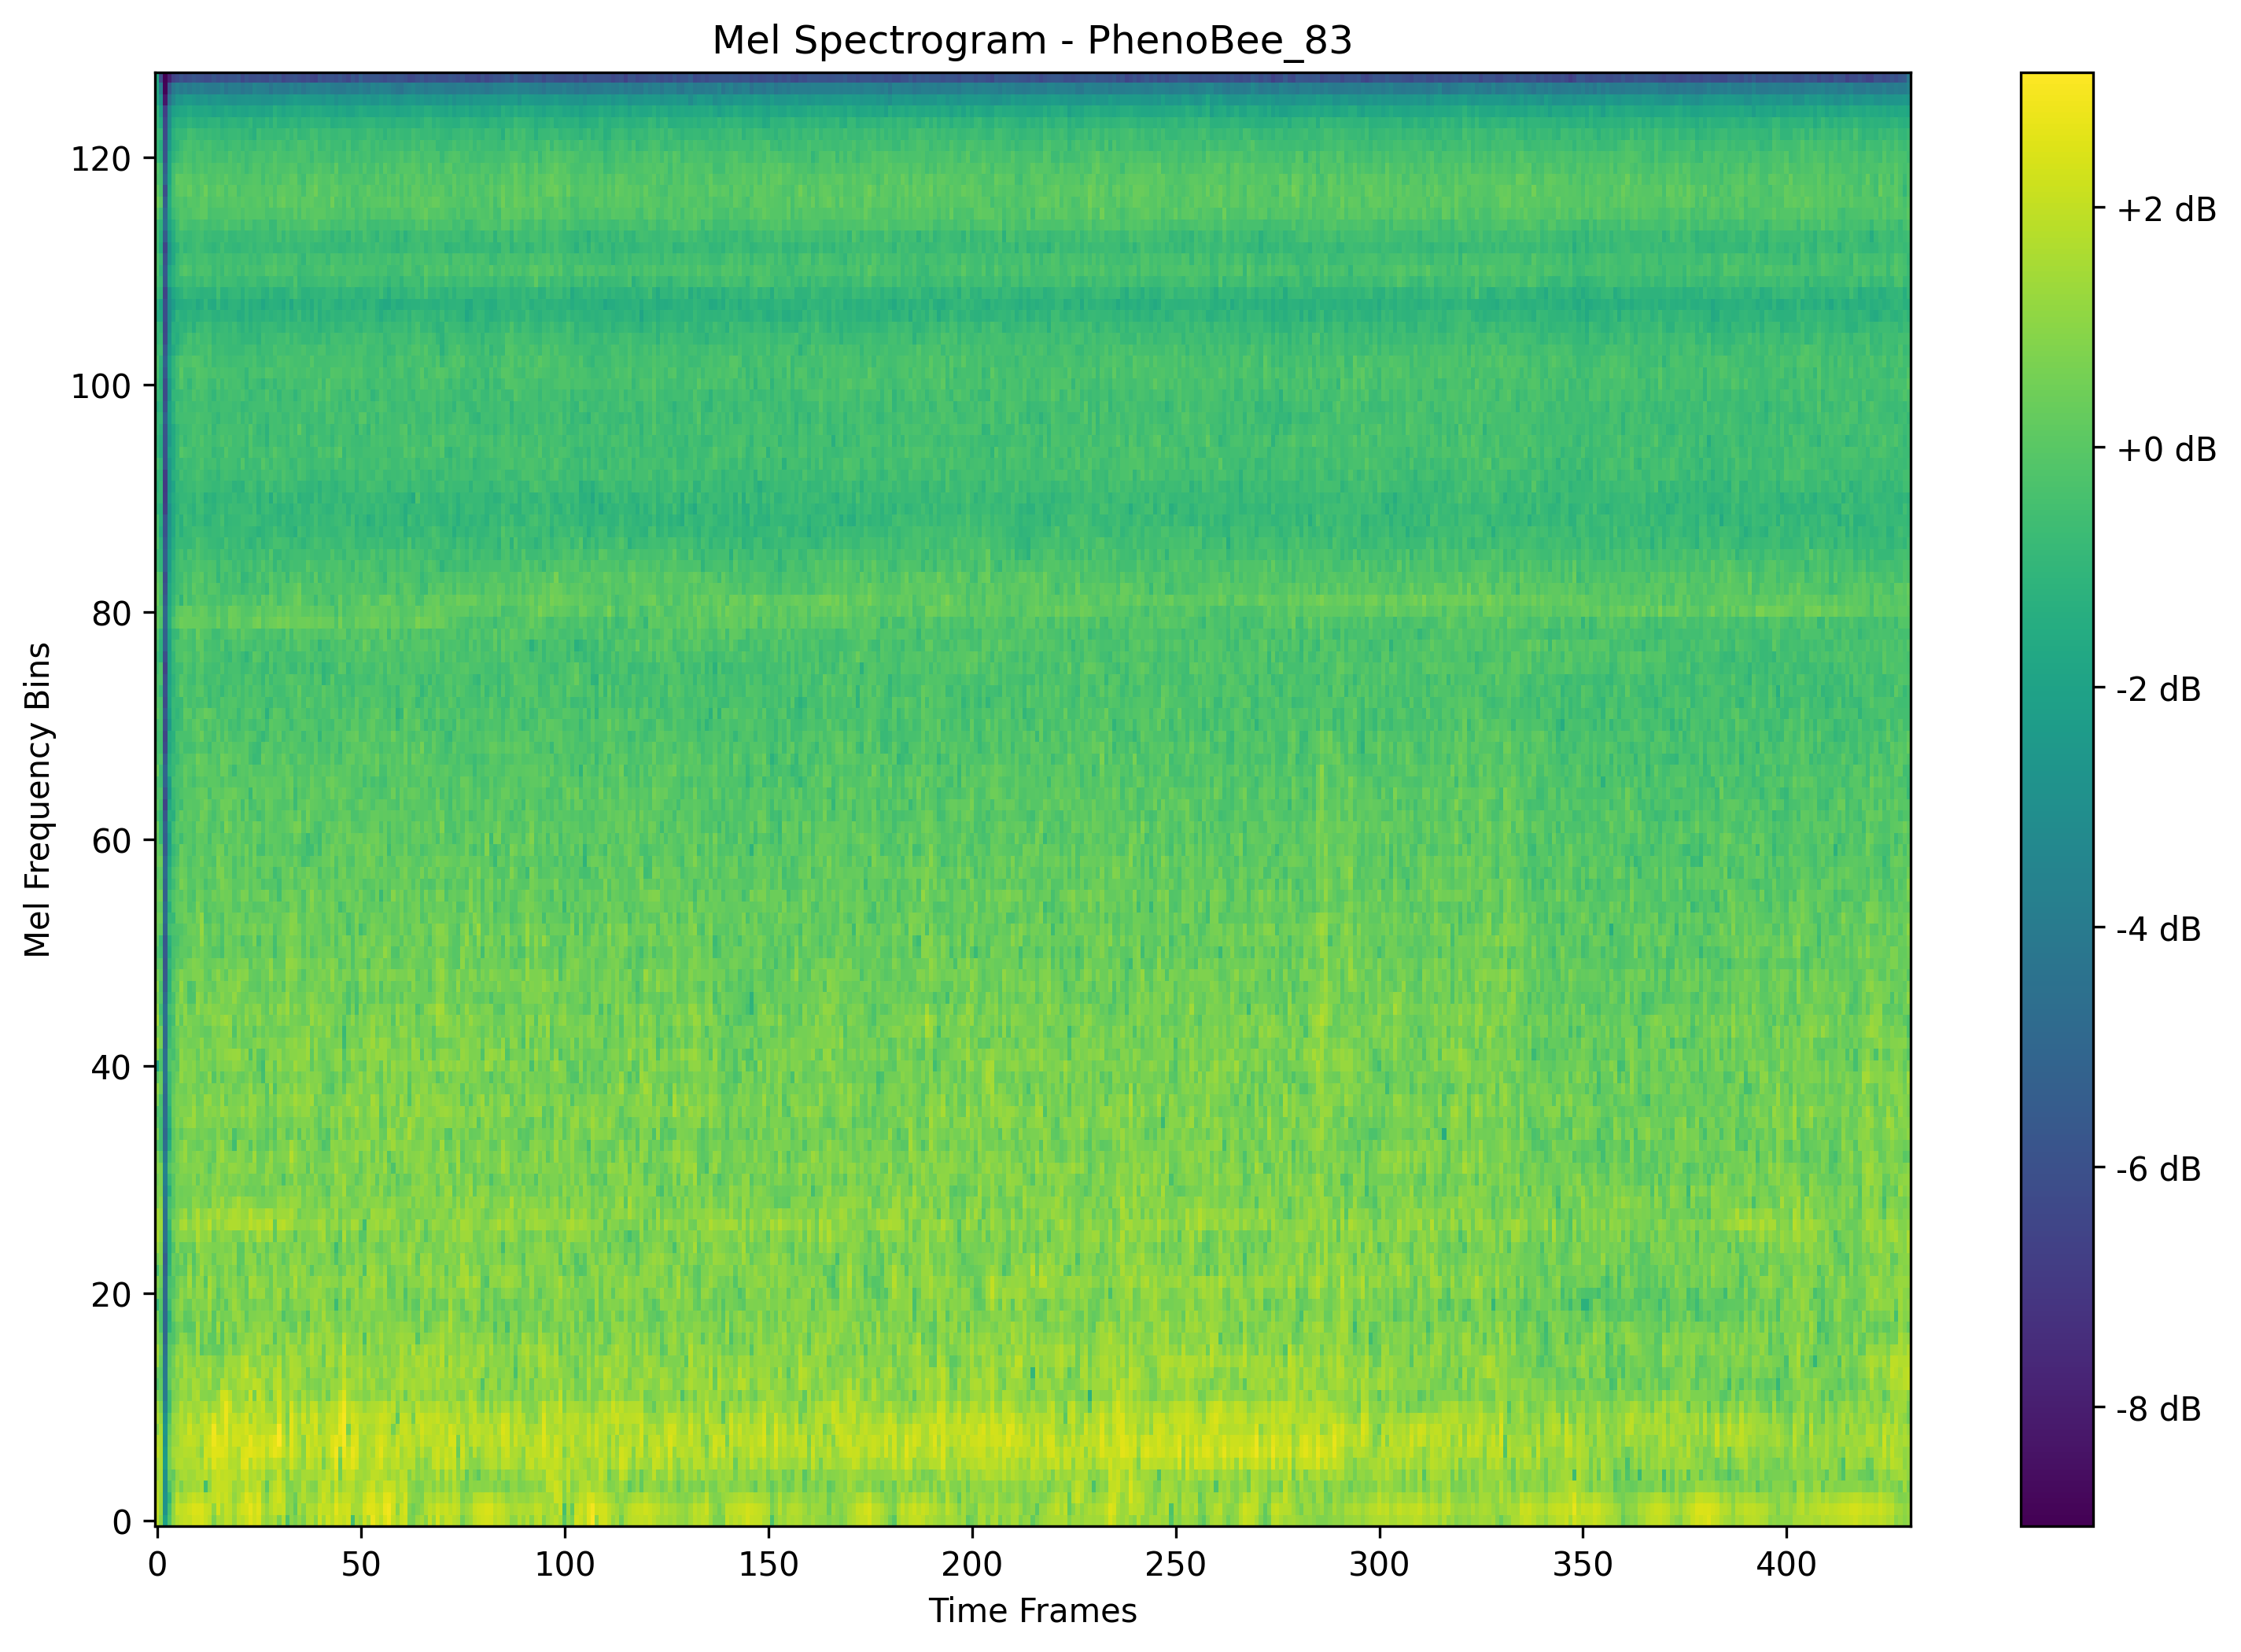 Mel Spectrogram - PhenoBee_83
Mel Frequency Bins
120
100
80
60
40
20
0
0 50 100 150 200 250 300 350 400
Time Frames
+2 dB
+0 dB
-2 dB
-4 dB
-6 dB
-8 dB